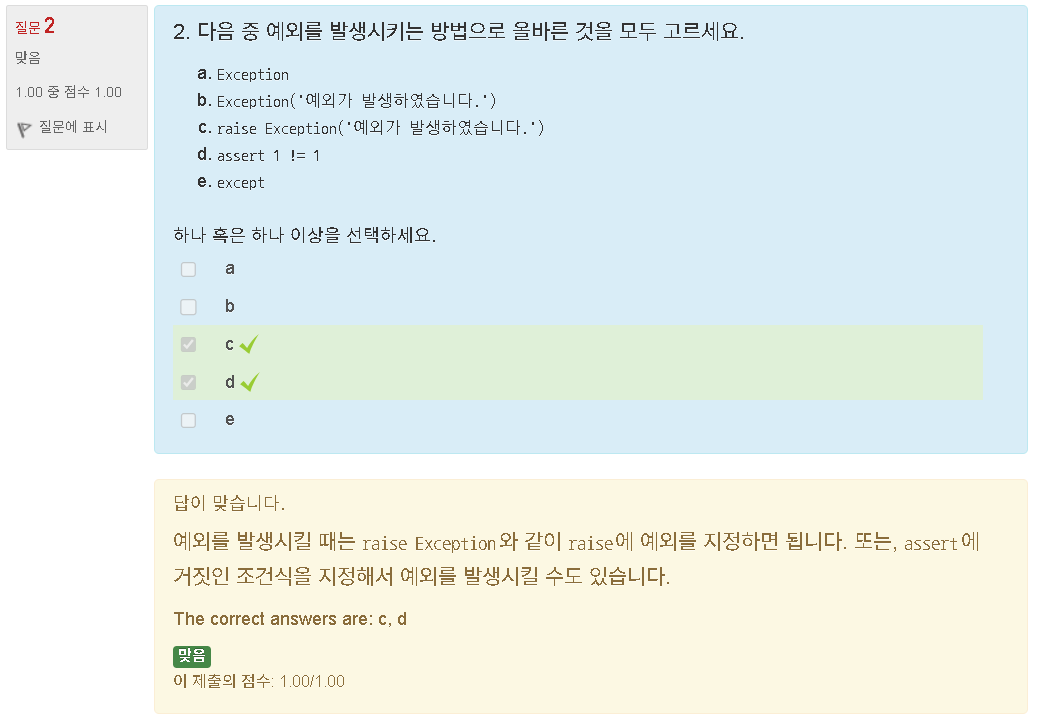 질문 2
맞음
1.00 중 점수 1.00
질문에 표시
2. 다음 중 예외를 발생시키는 방법으로 올바른 것을 모두 고르세요.
a. Exception
b. Exception('예외가 발생하였습니다.')
c. raise Exception('예외가 발생하였습니다.')
d. assert 1 != 1
e. except
하나 혹은 하나 이상을 선택하세요.
a
b
c
d
e
답이 맞습니다.
예외를 발생시킬 때는 raise Exception와 같이 raise에 예외를 지정하면 됩니다. 또는, assert에
거짓인 조건식을 지정해서 예외를 발생시킬 수도 있습니다.
The correct answers are: c, d
맞음
이 제출의 점수: 1.00/1.00